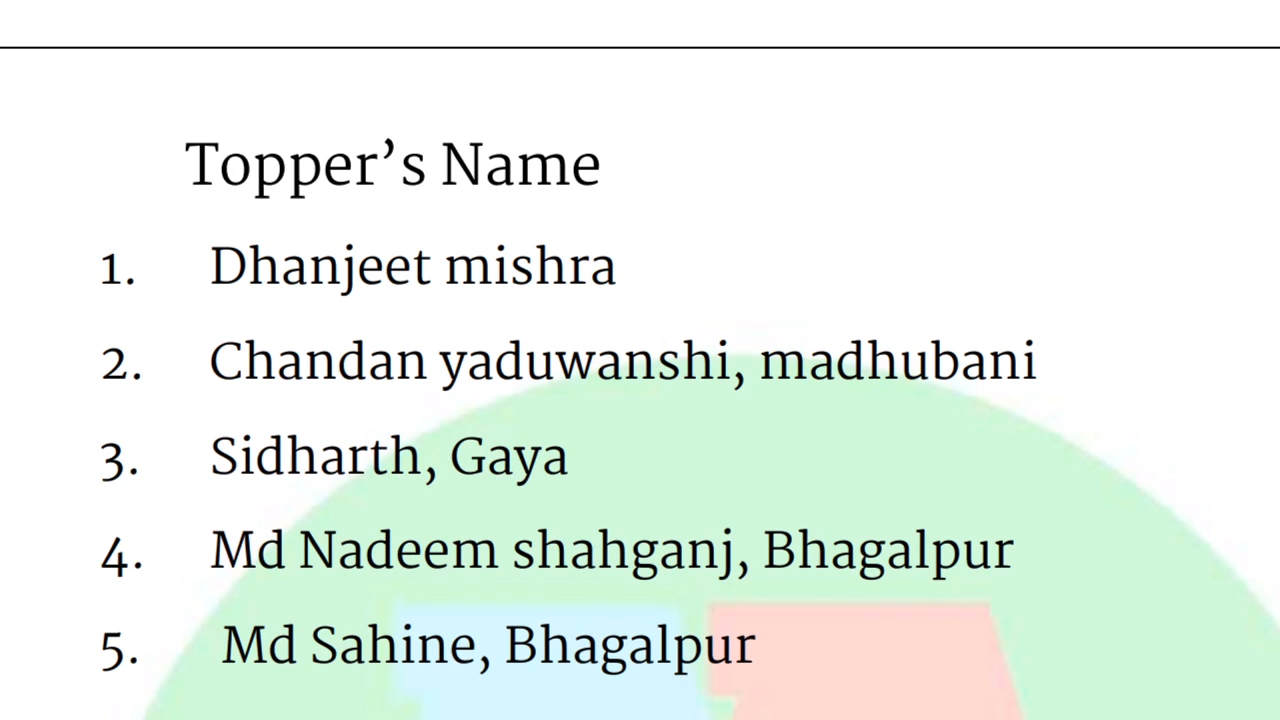 Topper’s Name
1. Dhanjeet mishra
2. Chandan yaduwanshi, madhubani
3. Sidharth, Gaya
4. Md Nadeem shahganj, Bhagalpur
5. Md Sahine, Bhagalpur